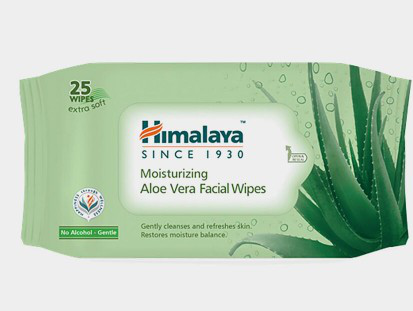 25
WIPES
extra soft
Himalaya™
SINCE 1930
Moisturizing
Aloe Vera Facial Wipes
No Alcohol - Gentle
Gently cleanses and refreshes skin.
Restores moisture balance.